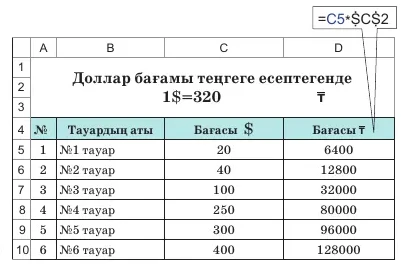 =C5*$C$2
A B C D
1
2 Доллар бағамы теңгеге есептегенде
3 1$=320 ₸
4 № Тауардың аты Бағасы $ Бағасы ₸
5 1 №1 тауар 20 6400
6 2 №2 тауар 40 12800
7 3 №3 тауар 100 32000
8 4 №4 тауар 250 80000
9 5 №5 тауар 300 96000
10 6 №6 тауар 400 128000